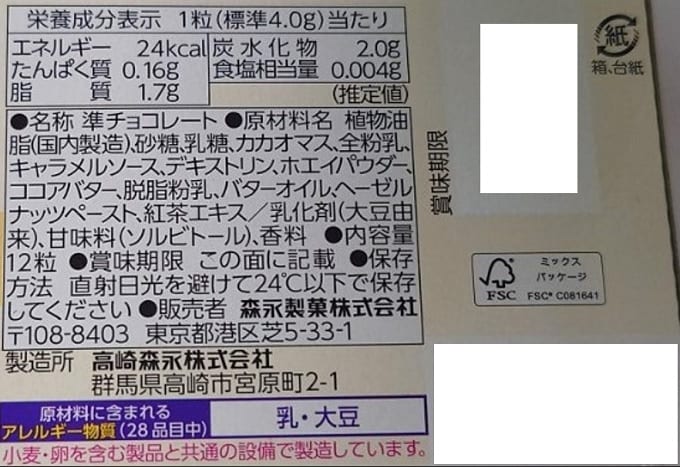 栄養成分表示 1粒(標準4.0g)当たり
エネルギー 24kcal 炭水化物 2.0g
たんぱく質 0.16g 食塩相当量 0.004g
脂質 1.7g (推定値)
●名称 準チョコレート ●原材料名 植物油
脂(国内製造)、砂糖、乳糖、カカオマス、全粉乳、
キャラメルソース、デキストリン、ホエイパウダー、
ココアバター、脱脂粉乳、バターオイル、ヘーゼル
ナッツペースト、紅茶エキス/乳化剤(大豆由
来)、甘味料(ソルビトール)、香料 ●内容量
12粒 ●賞味期限 この面に記載 ●保存
方法 直射日光を避けて24℃以下で保存
してください ●販売者 森永製菓株式会社
〒108-8403 東京都港区芝5-33-1
製造所 高崎森永株式会社
群馬県高崎市宮原町2-1
原材料に含まれる
アレルギー物質(28品目中)
乳・大豆
小麦・卵を含む製品と共通の設備で製造しています。
賞味期限
紙
箱、台紙
FSC
ミックス
パッケージ
FSC® C081641